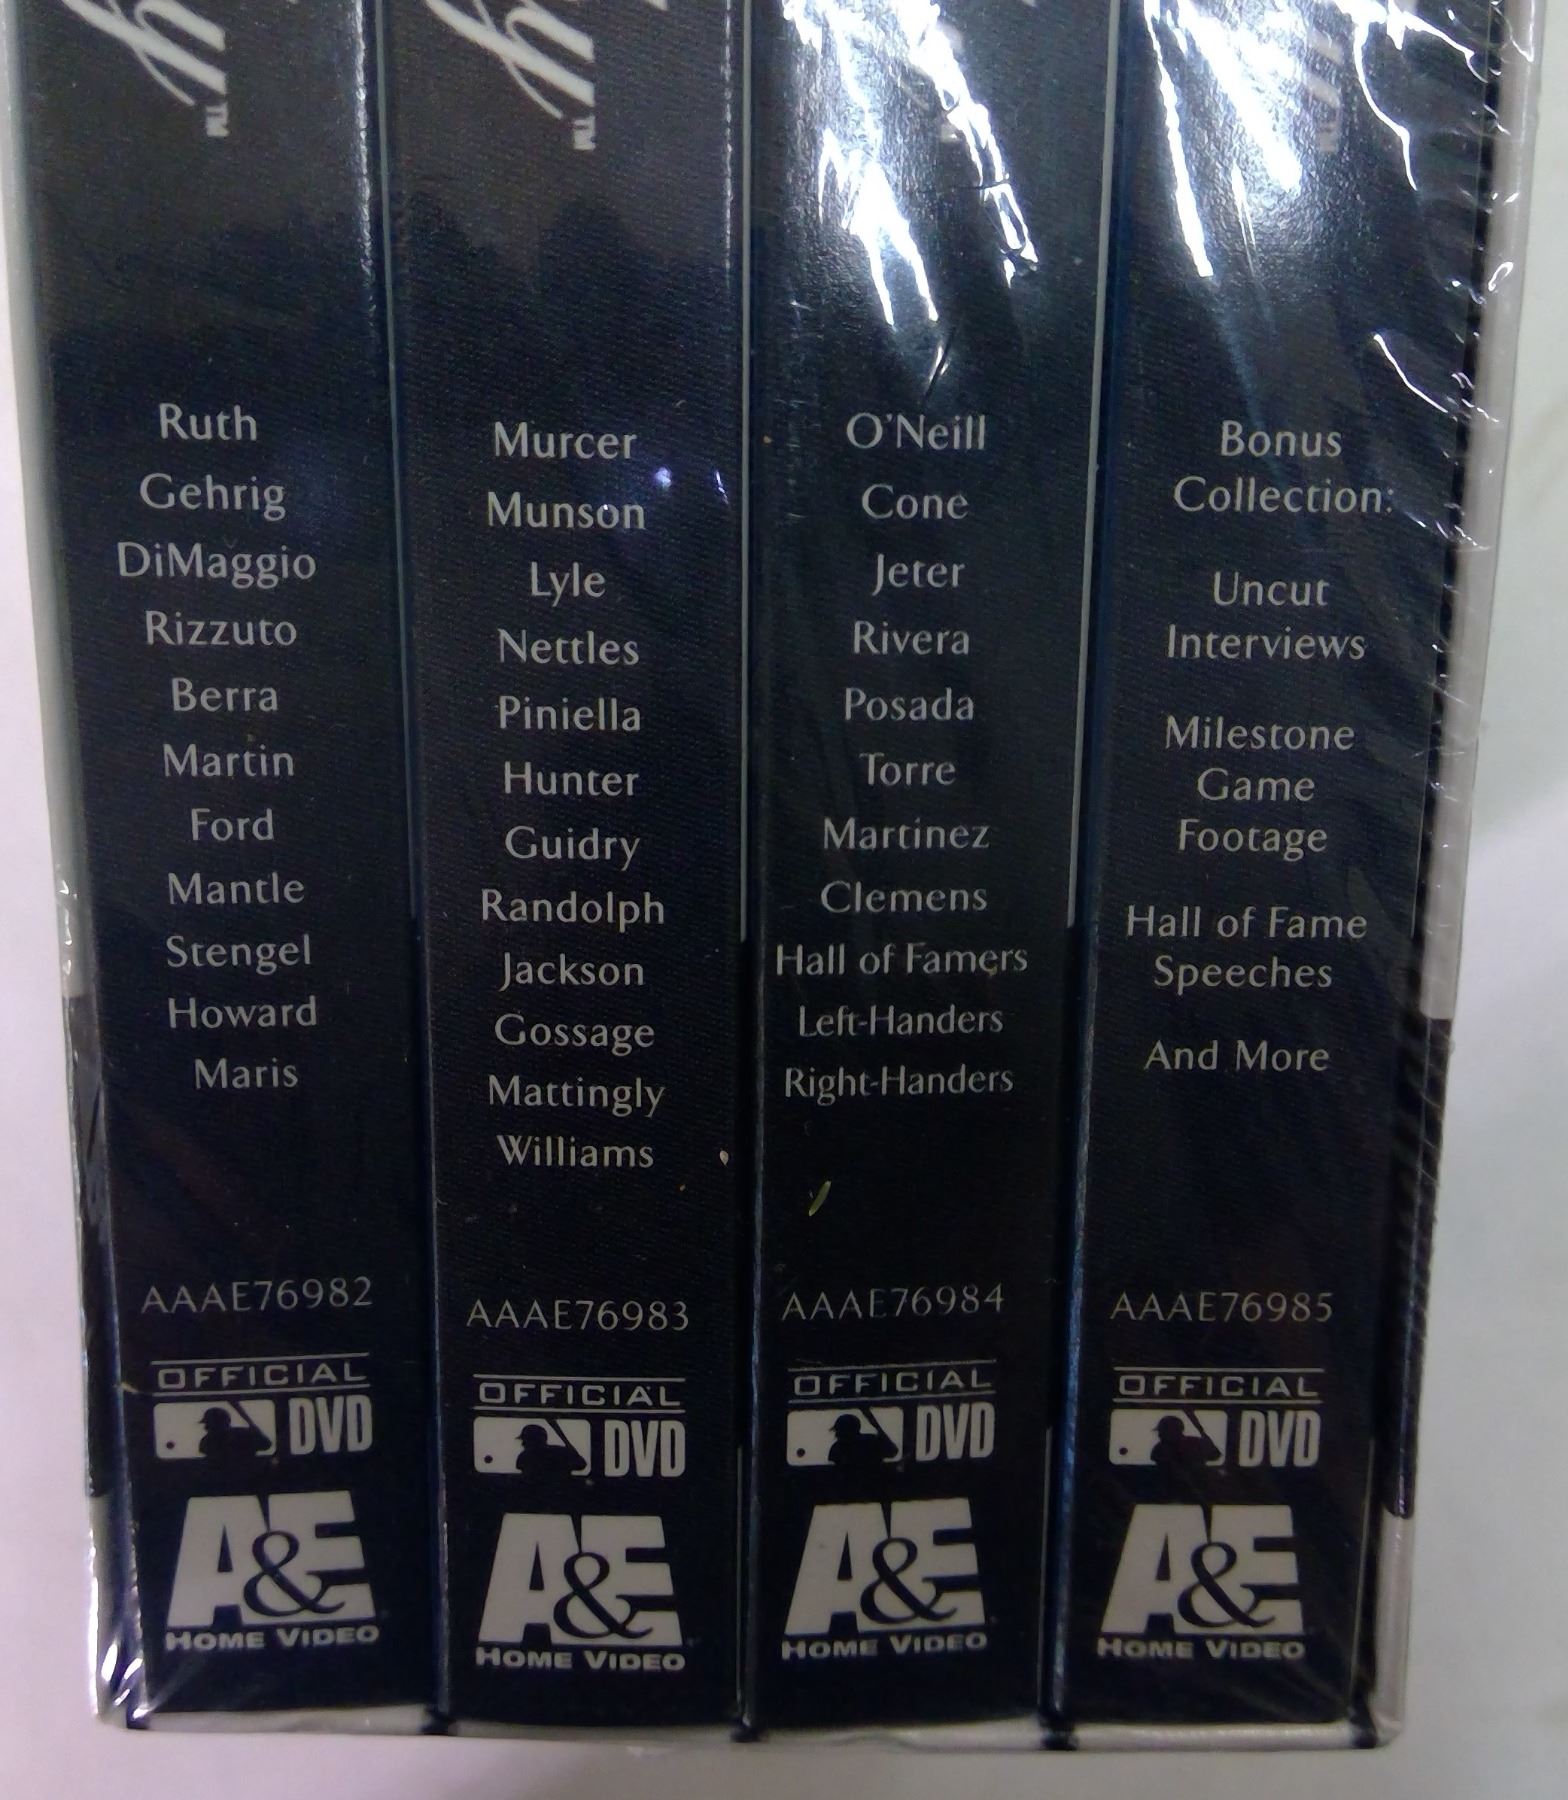 y
TM
Ruth
Gehrig
DiMaggio
Rizzuto
Berra
Martin
Ford
Mantle
Stengel
Howard
Maris
AAAE76982
OFFICIAL
DVD
A&E
HOME VIDEO
y
TM
Murcer
Munson
Lyle
Nettles
Piniella
Hunter
Guidry
Randolph
Jackson
Gossage
Mattingly
Williams
AAAE76983
OFFICIAL
DVD
A&E
HOME VIDEO
O'Neill
Cone
Jeter
Rivera
Posada
Torre
Martinez
Clemens
Hall of Famers
Left-Handers
Right-Handers
AAAE76984
OFFICIAL
DVD
A&E
HOME VIDEO
Bonus
Collection:
Uncut
Interviews
Milestone
Game
Footage
Hall of Fame
Speeches
And More
AAAE76985
OFFICIAL
DVD
A&E
HOME VIDEO